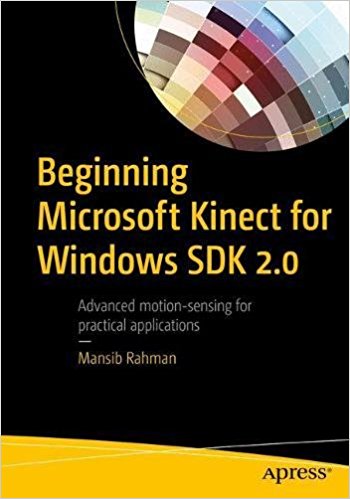 Beginning
Microsoft Kinect for
Windows SDK 2.0
Advanced motion-sensing for
practical applications
—
Mansib Rahman
Apress®